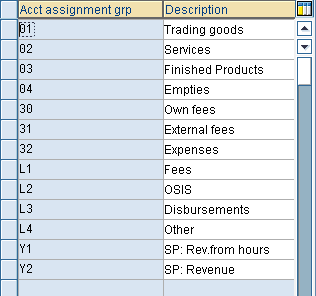 Acct assignment grp Description
01 Trading goods
02 Services
03 Finished Products
04 Empties
30 Own fees
31 External fees
32 Expenses
L1 Fees
L2 OSIS
L3 Disbursements
L4 Other
Y1 SP: Rev.from hours
Y2 SP: Revenue